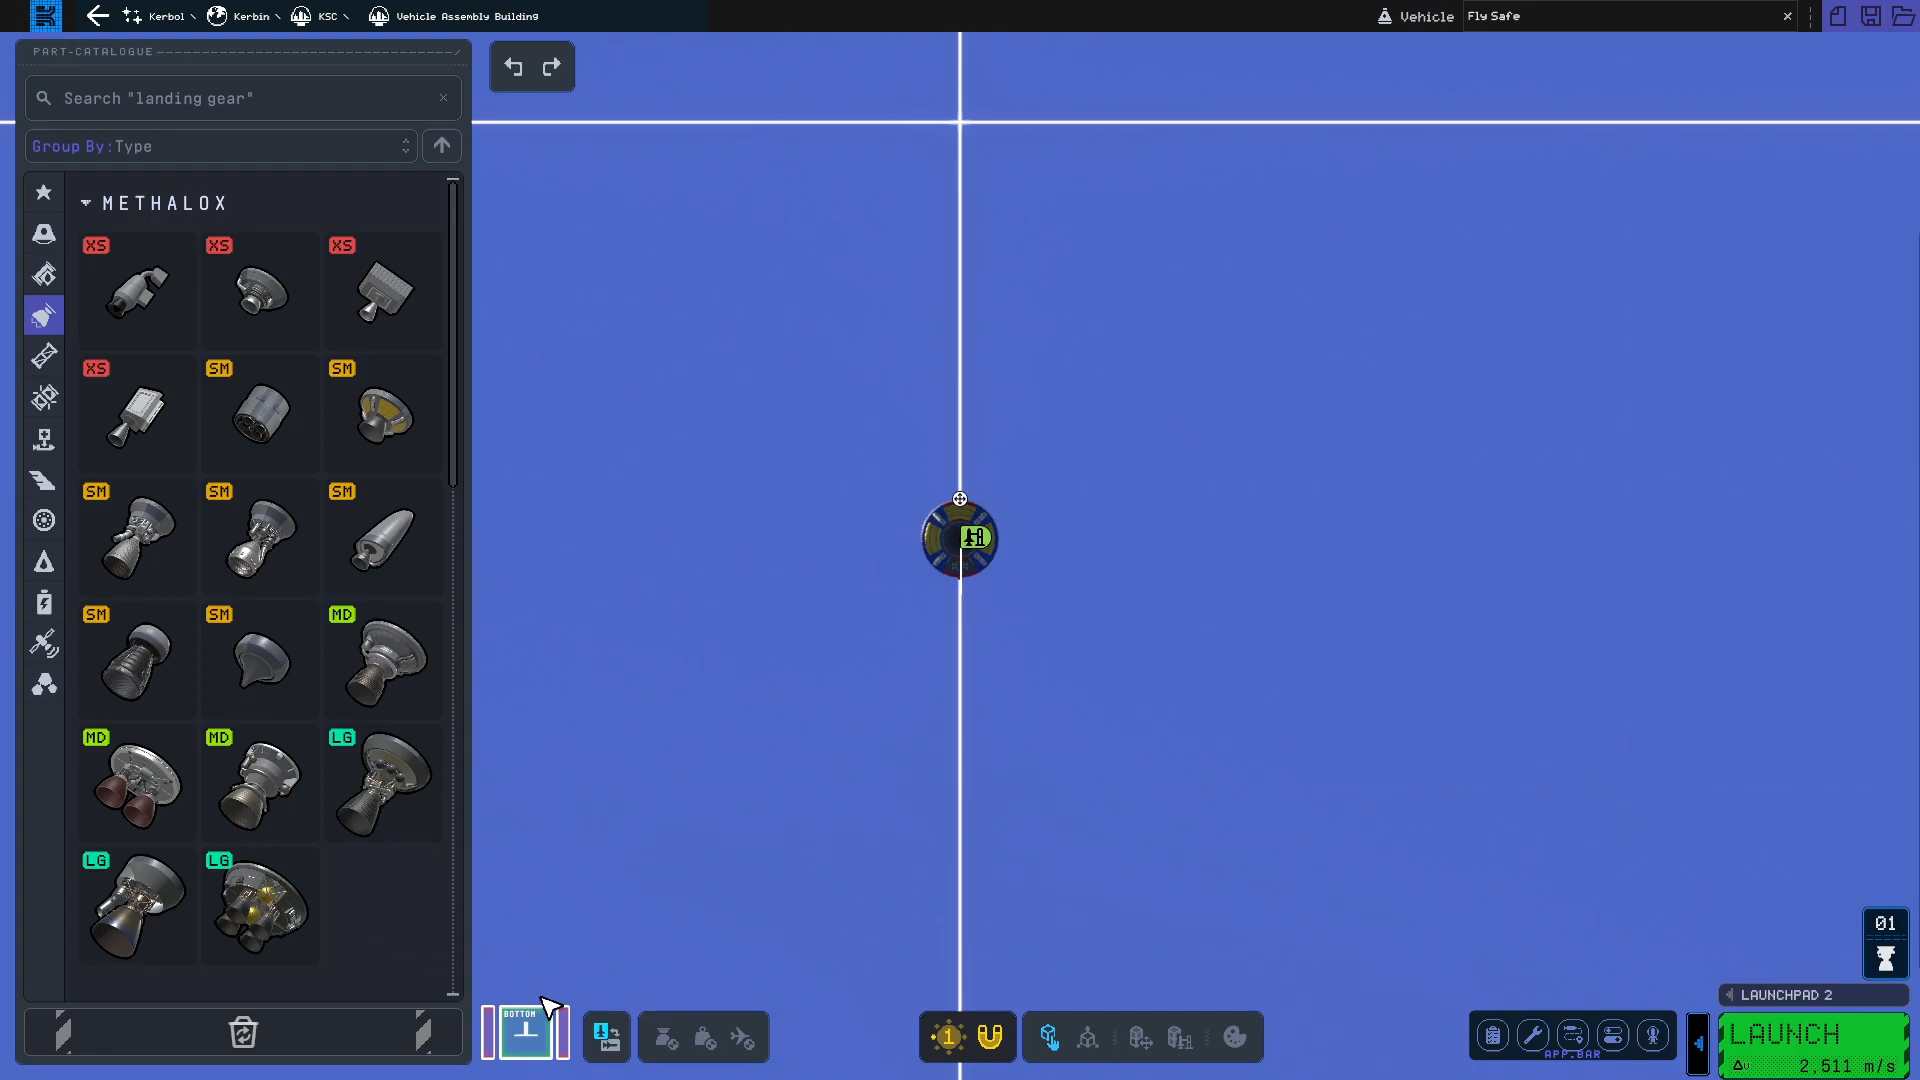 Kerbol
Kerbin
KSC
Vehicle Assembly Building
Vehicle
Fly Safe
PART-CATALOGUE
Search "landing gear"
Group By: Type
METHALOX
XS
XS
XS
XS
SM
SM
SM
SM
SM
SM
SM
MD
MD
MD
LG
LG
LG
BOTTOM
1
APP.BAR
01
LAUNCHPAD 2
LAUNCH
Δv 2,511 m/s